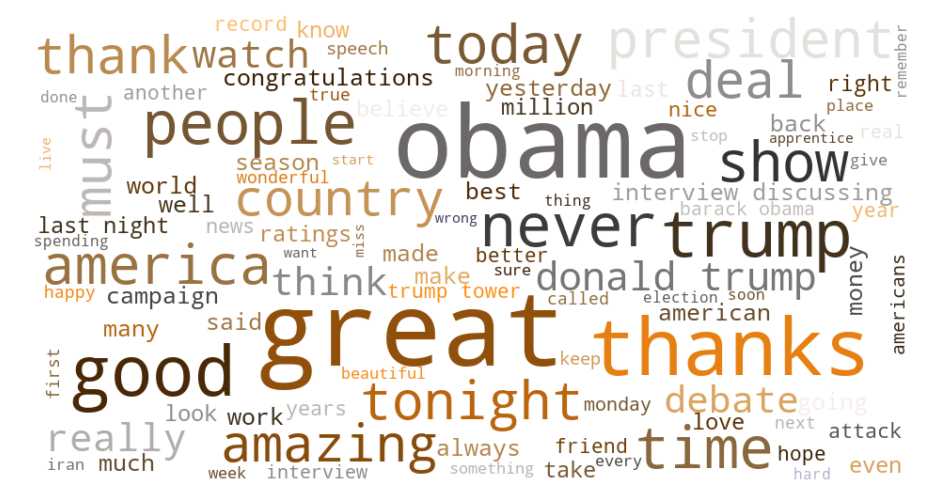 record know
thank watch speech today president remember
congratulations morning deal right
done another true yesterday last
must people believe million nice place
obama back real
live season start stop show apprentice give
wonderful
world country best interview discussing
well thing barack obama year
last night news ratings wrong never trump
spending miss want made better
america think make sure donald trump money americans
happy campaign trump tower called election soon
many said great american
thanks
first good beautiful keep
tonight monday debate going
look work years love next attack
really amazing always friend time hope
iran much week interview something take every hard even